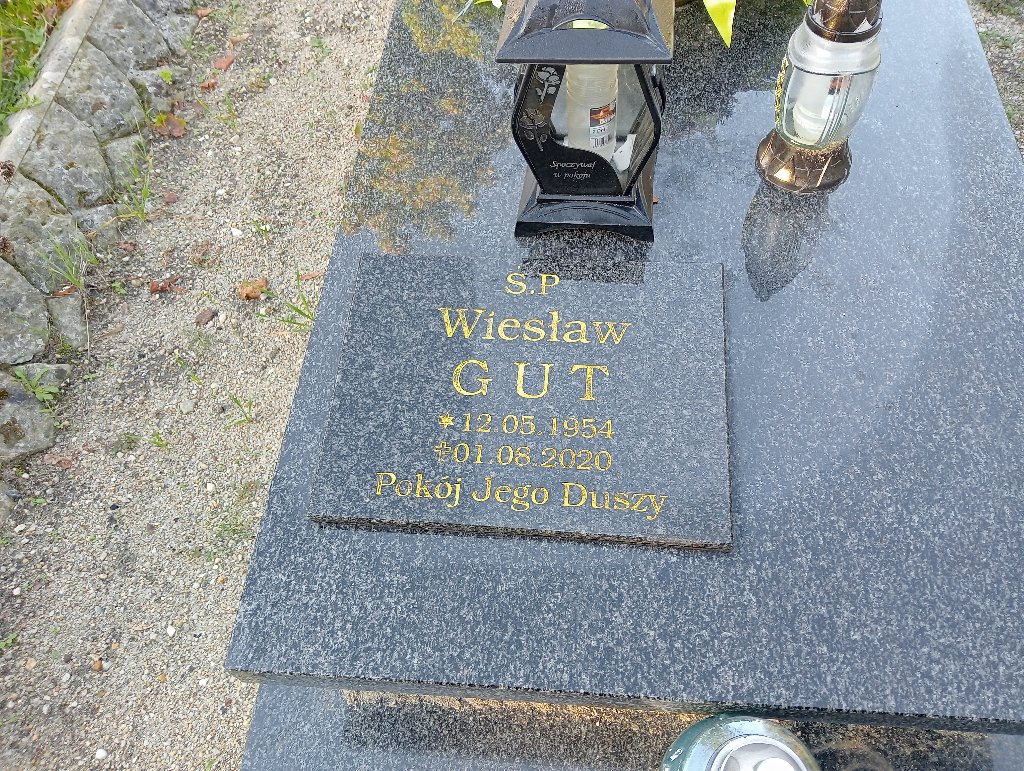 Spoczywaj
w pokoju
Ś.P
Wiesław
GUT
*12.05.1954
✝01.08.2020
Pokój Jego Duszy